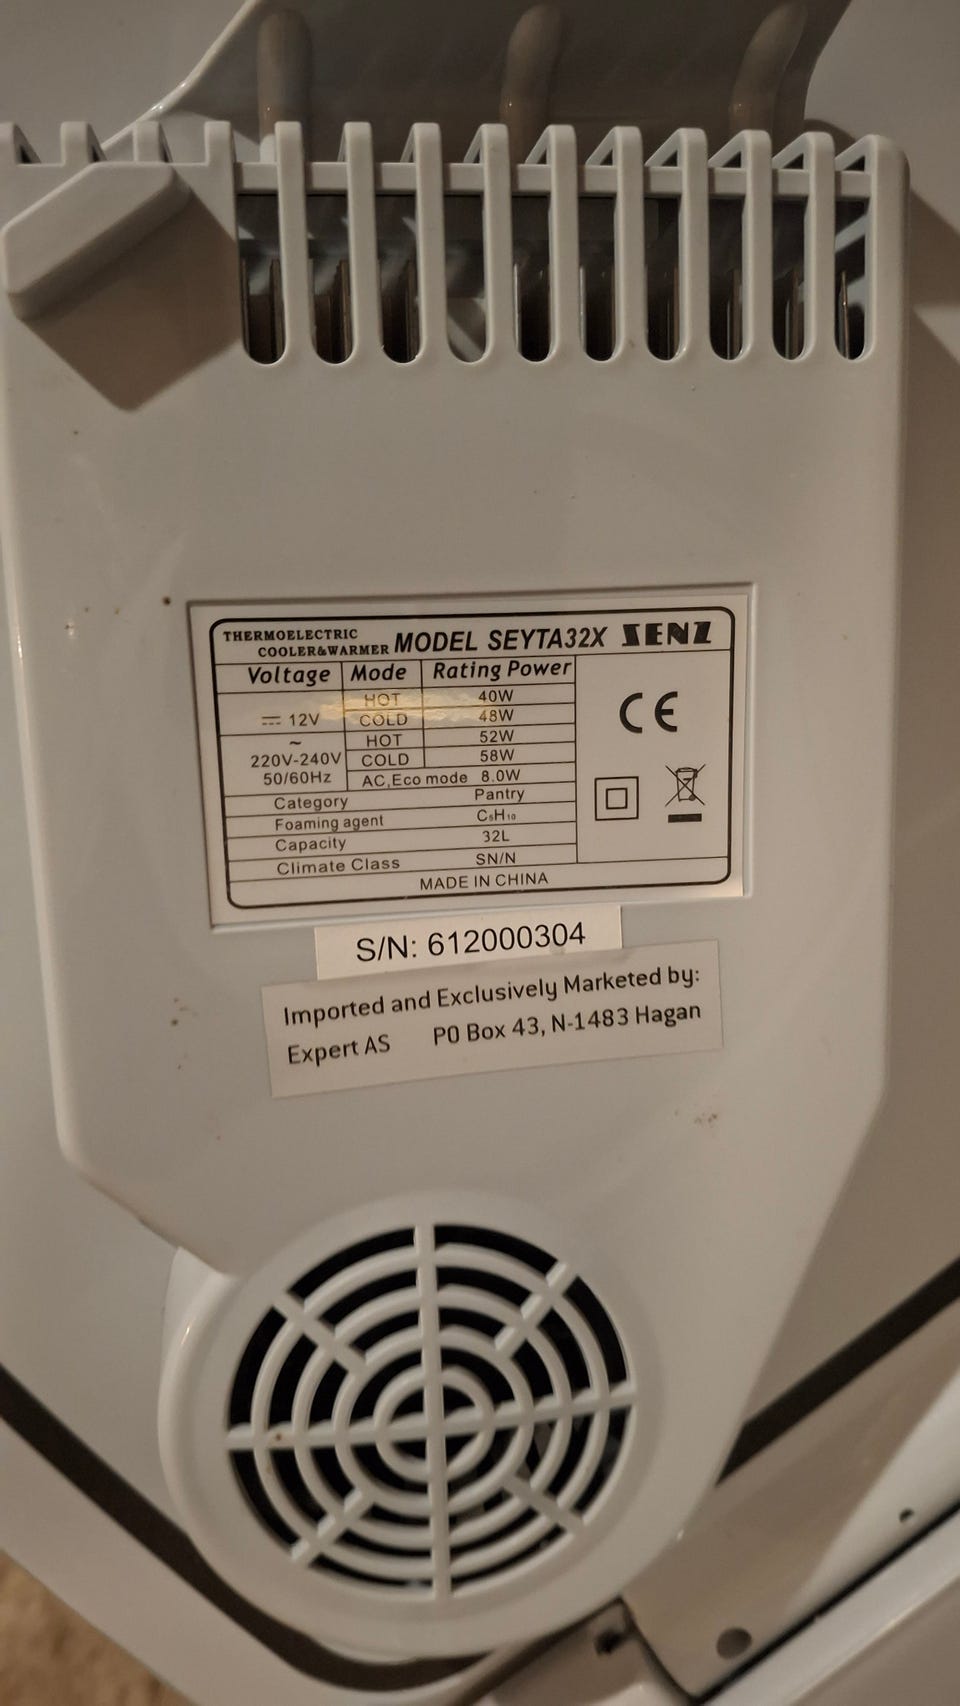 THERMOELECTRIC
COOLER&WARMER MODEL SEYTA32X SENZ
Voltage Mode Rating Power
HOT 40W
⎓ 12V COLD 48W
~ HOT 52W
220V-240V COLD 58W
50/60Hz AC,Eco mode 8.0W
Category Pantry
Foaming agent C₅H₁₀
Capacity 32L
Climate Class SN/N
MADE IN CHINA
CE
S/N: 612000304
Imported and Exclusively Marketed by:
Expert AS PO Box 43, N-1483 Hagan